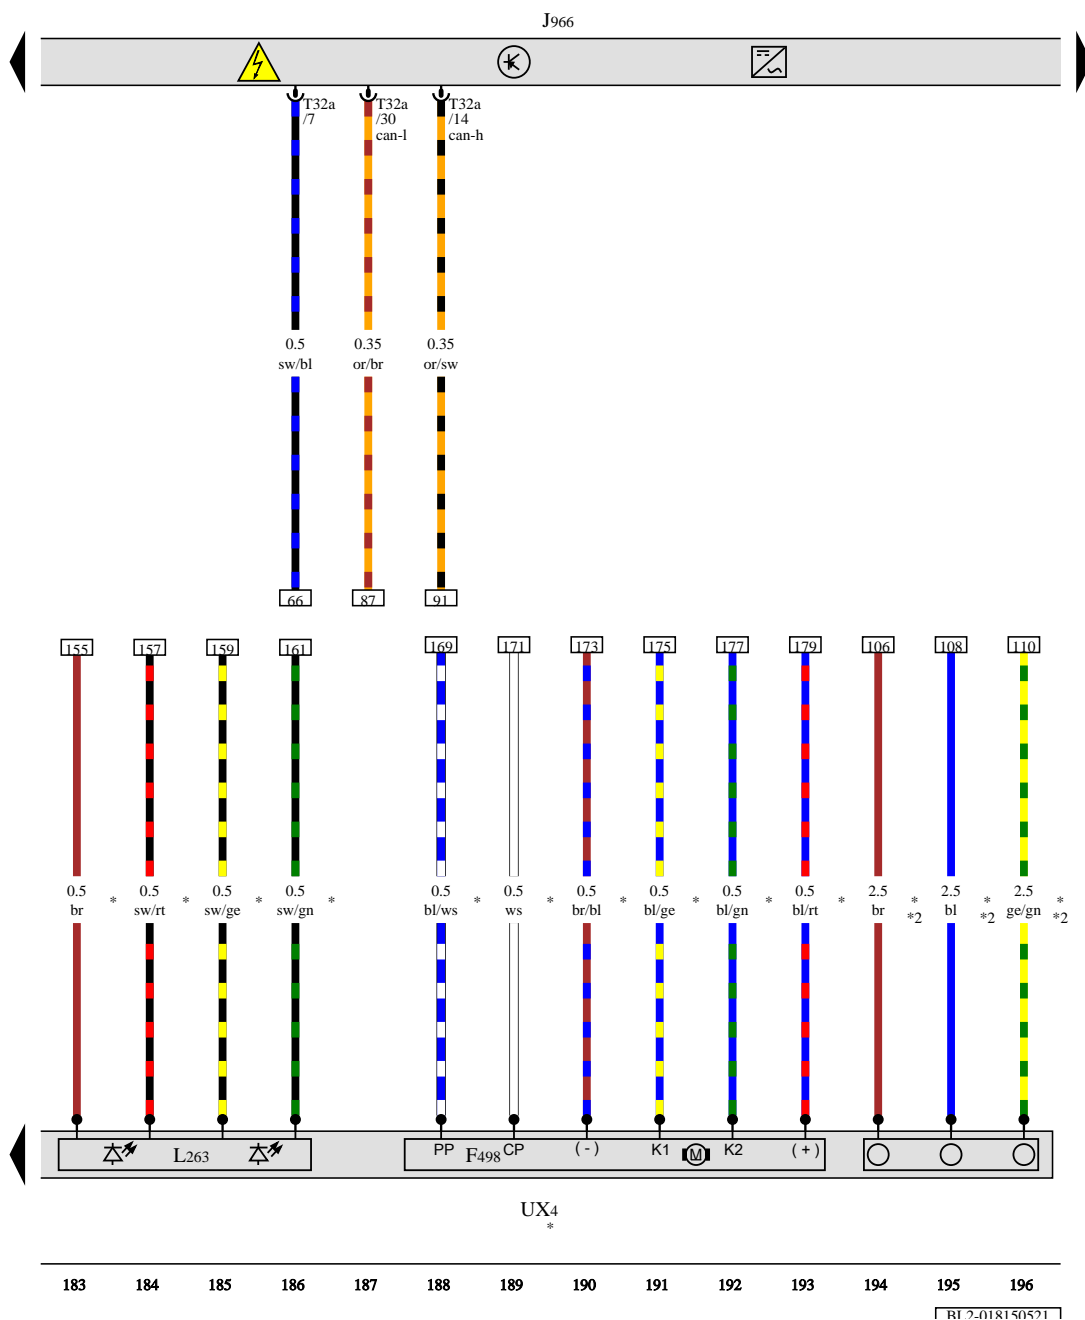 J966
T32a T32a T32a
/7 /30 /14
can-l can-h
0.5 0.35 0.35
sw/bl or/br or/sw
66 87 91
155 157 159 161 169 171 173 175 177 179 106 108 110
0.5 0.5 0.5 0.5 0.5 0.5 0.5 0.5 0.5 0.5 2.5 2.5 2.5
* * * * * * * * * * * * *
br sw/rt sw/ge sw/gn bl/ws ws br/bl bl/ge bl/gn bl/rt br bl ge/gn
*2 *2 *2
L263 PP F498 CP (-) K1 M K2 (+)
UX4
*
183 184 185 186 187 188 189 190 191 192 193 194 195 196
BL2-018150521